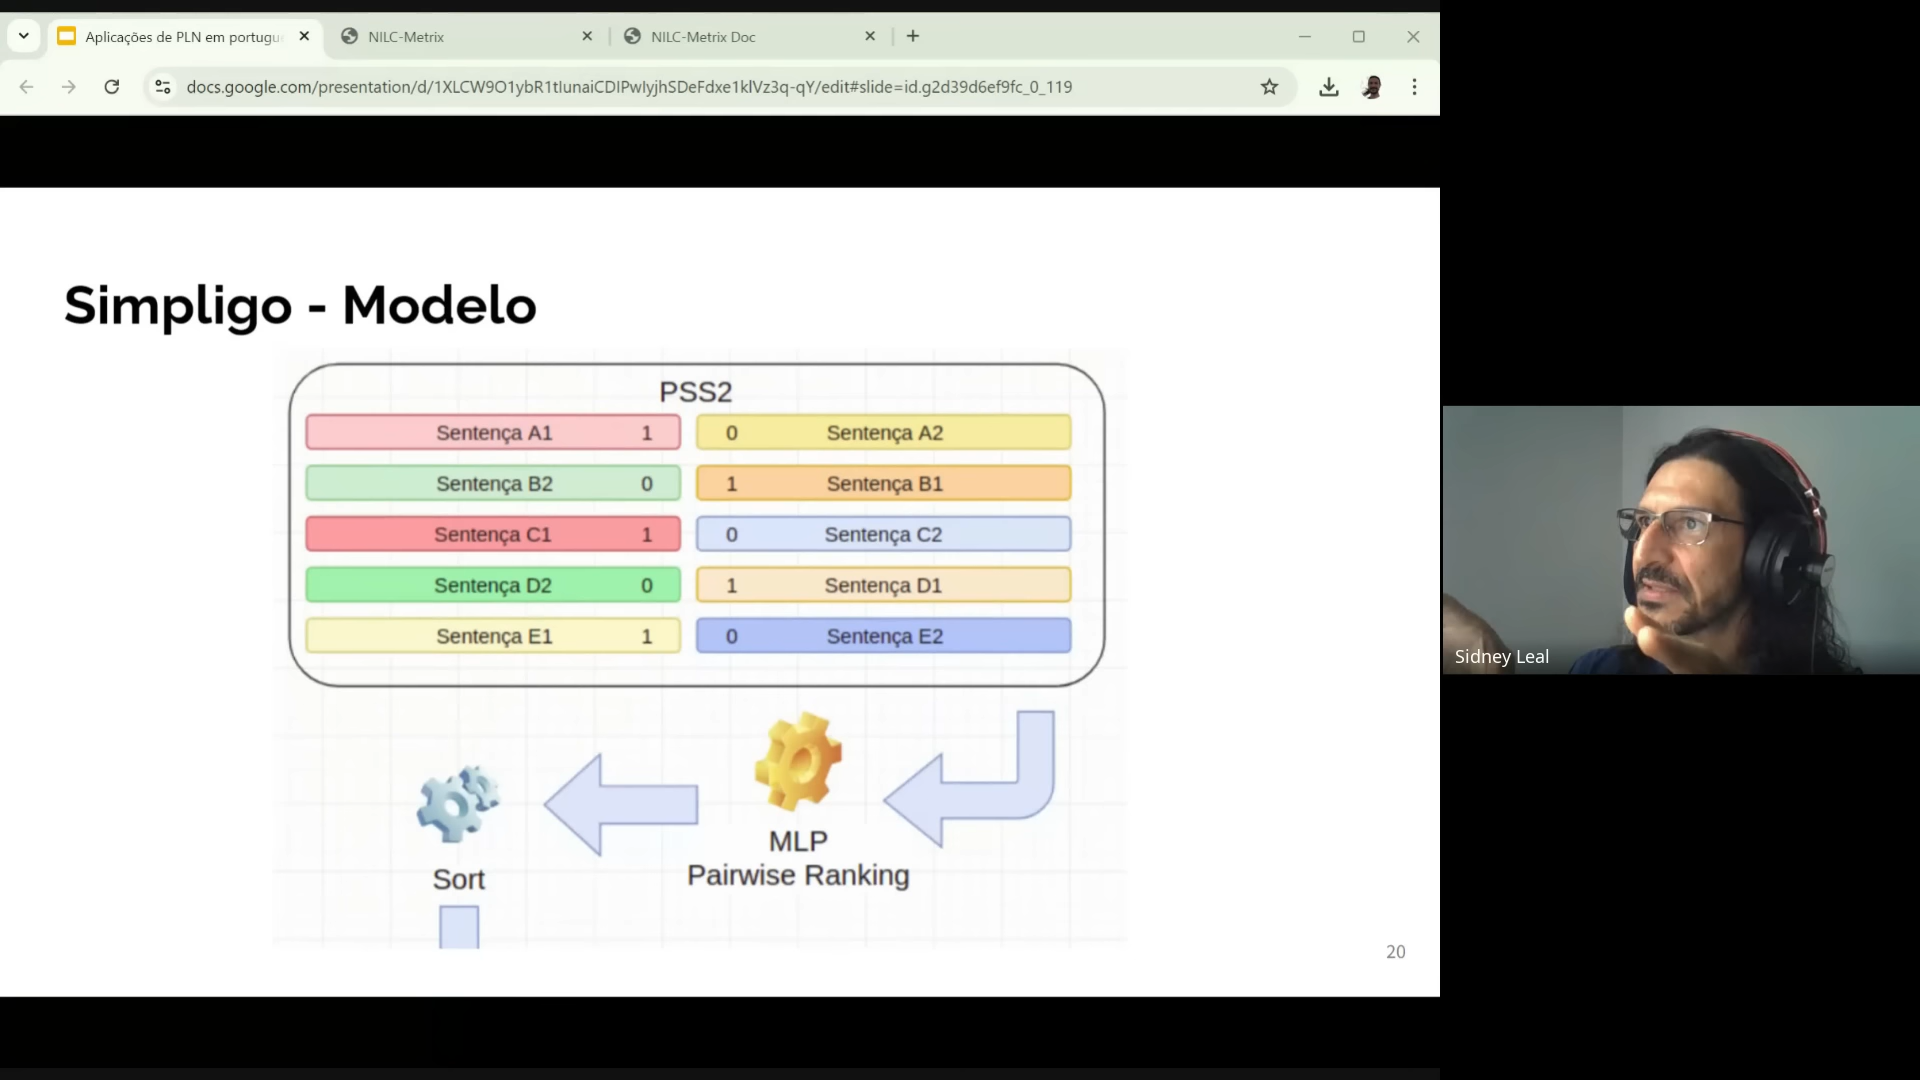 Aplicações de PLN em portugu
NILC-Metrix
NILC-Metrix Doc
docs.google.com/presentation/d/1XLCW9O1ybR1tIunaiCDIPwIyjhSDeFdxe1klVz3q-qY/edit#slide=id.g2d39d6ef9fc_0_119
Simpligo - Modelo
PSS2
Sentença A1 1 0 Sentença A2
Sentença B2 0 1 Sentença B1
Sentença C1 1 0 Sentença C2
Sentença D2 0 1 Sentença D1
Sentença E1 1 0 Sentença E2
MLP
Pairwise Ranking
Sort
20
Sidney Leal